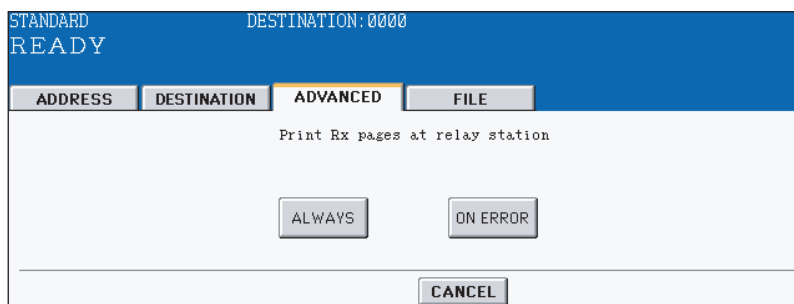 STANDARD DESTINATION:0000
READY
ADDRESS DESTINATION ADVANCED FILE
Print Rx pages at relay station
ALWAYS ON ERROR
CANCEL